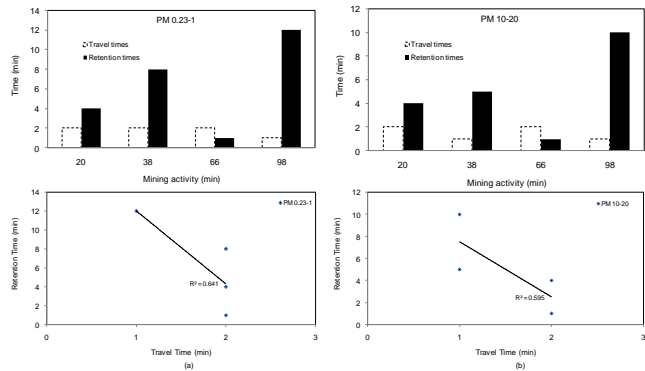 PM 0.23-1
Travel times
Retention times
Time (min)
14
12
10
8
6
4
2
0
20 38 66 98
Mining activity (min)
PM 10-20
Travel times
Retention times
Time (min)
12
10
8
6
4
2
0
20 38 66 98
Mining activity (min)
PM 0.23-1
Retention Time (min)
14
12
10
8
6
4
2
0
R² = 0.641
0 1 2 3
Travel Time (min)
(a)
PM 10-20
Retention Time (min)
12
10
8
6
4
2
0
R² = 0.595
0 1 2 3
Travel Time (min)
(b)